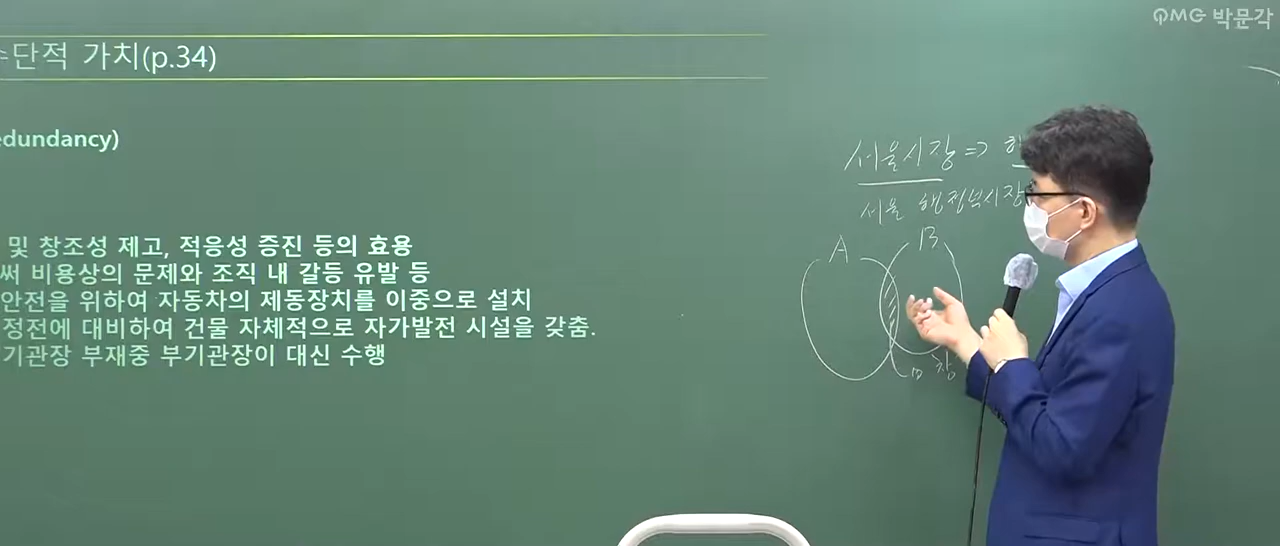 PMG 박문각
수단적 가치(p.34)
edundancy)
및 창조성 제고, 적응성 증진 등의 효용
써 비용상의 문제와 조직 내 갈등 유발 등
안전을 위하여 자동차의 제동장치를 이중으로 설치
정전에 대비하여 건물 자체적으로 자가발전 시설을 갖춤.
기관장 부재중 부기관장이 대신 수행
서울시장 ⇒
서울 행정부시장
A B